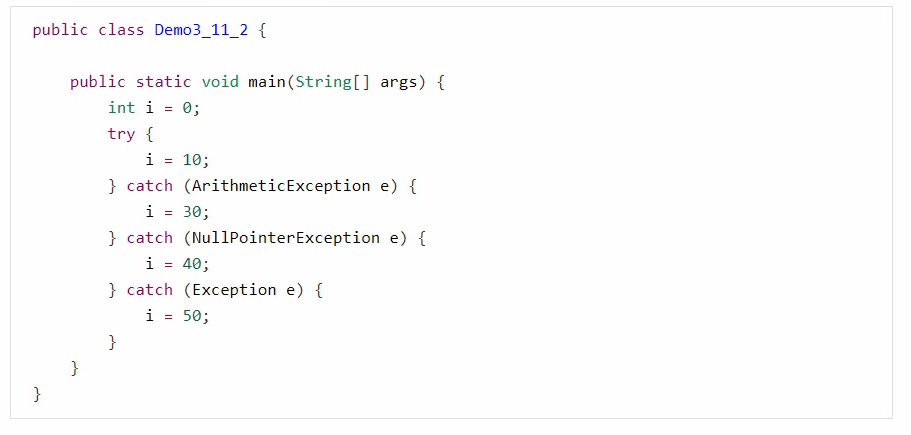 public class Demo3_11_2 {
public static void main(String[] args) {
int i = 0;
try {
i = 10;
} catch (ArithmeticException e) {
i = 30;
} catch (NullPointerException e) {
i = 40;
} catch (Exception e) {
i = 50;
}
}
}